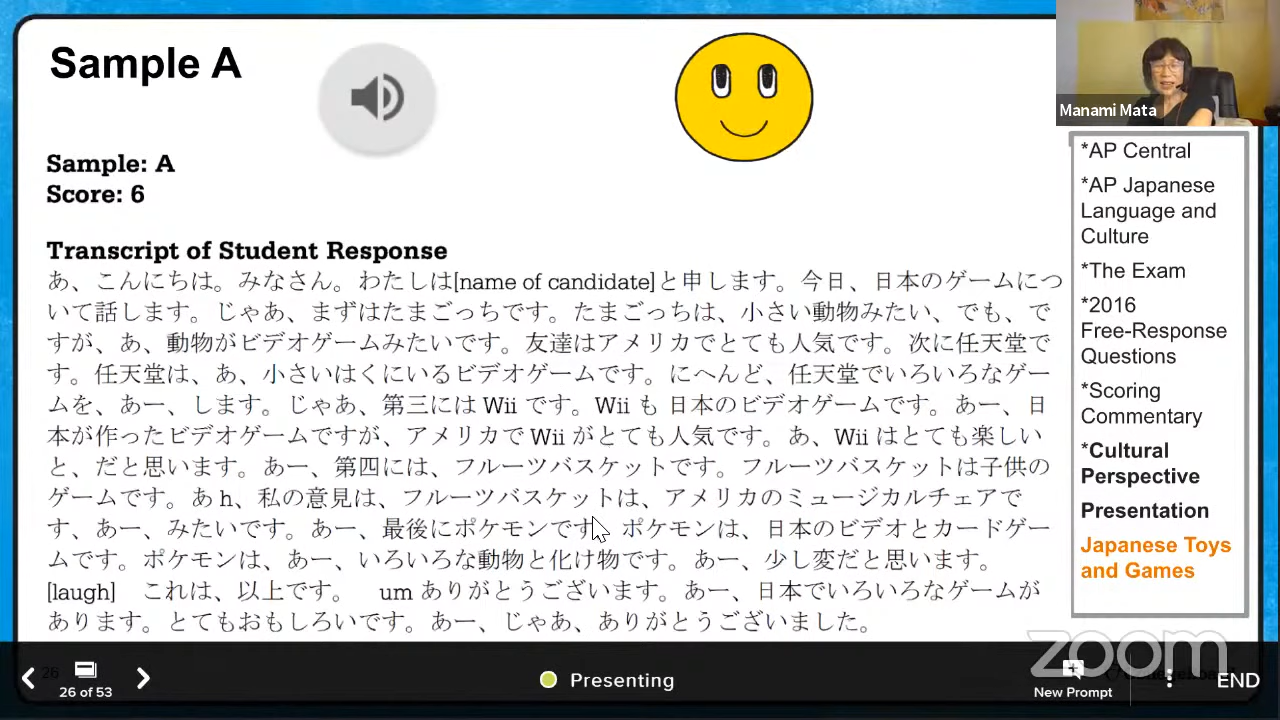 Sample A
Manami Mata
Sample: A
Score: 6
Transcript of Student Response
あ、こんにちは。みなさん。わたしは[name of candidate]と申します。今日、日本のゲームにつ
いて話します。じゃあ、まずはたまごっちです。たまごっちは、小さい動物みたい、でも、で
すが、あ、動物がビデオゲームみたいです。友達はアメリカでとても人気です。次に任天堂で
す。任天堂は、あ、小さいはくにいるビデオゲームです。にへんど、任天堂でいろいろなゲー
ムを、あー、します。じゃあ、第三には Wii です。Wii も 日本のビデオゲームです。あー、日
本が作ったビデオゲームですが、アメリカで Wii がとても人気です。あ、Wii はとても楽しい
と、だと思います。あー、第四には、フルーツバスケットです。フルーツバスケットは子供の
ゲームです。あ h、私の意見は、フルーツバスケットは、アメリカのミュージカルチェアで
す、あー、みたいです。あー、最後にポケモンです。ポケモンは、日本のビデオとカードゲー
ムです。ポケモンは、あー、いろいろな動物と化け物です。あー、少し変だと思います。
[laugh] これは、以上です。 um ありがとうございます。あー、日本でいろいろなゲームが
あります。とてもおもしろいです。あー、じゃあ、ありがとうございました。
*AP Central
*AP Japanese
Language and
Culture
*The Exam
*2016
Free-Response
Questions
*Scoring
Commentary
*Cultural
Perspective
Presentation
Japanese Toys
and Games
zoom
26
26 of 53
Presenting
New Prompt
END